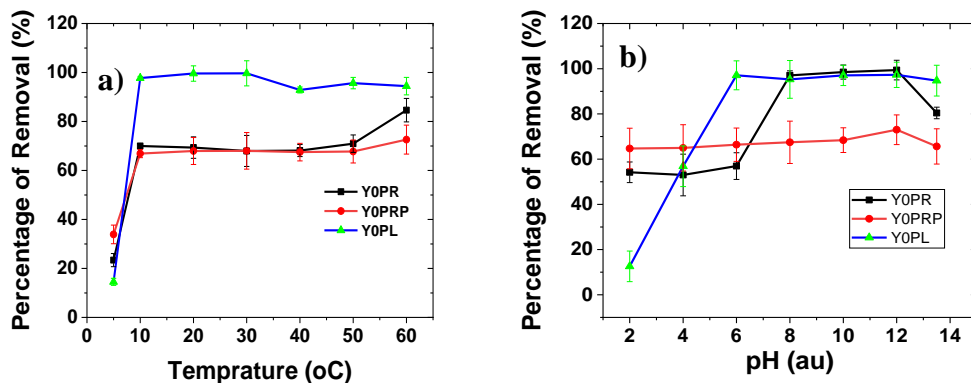 Percentage of Removal (%)
120
100
80
60
40
20
0
a)
Y0PR
Y0PRP
Y0PL
0 10 20 30 40 50 60
Temprature (oC)
Percentage of Removal (%)
120
100
80
60
40
20
0
b)
Y0PR
Y0PRP
Y0PL
2 4 6 8 10 12 14
pH (au)